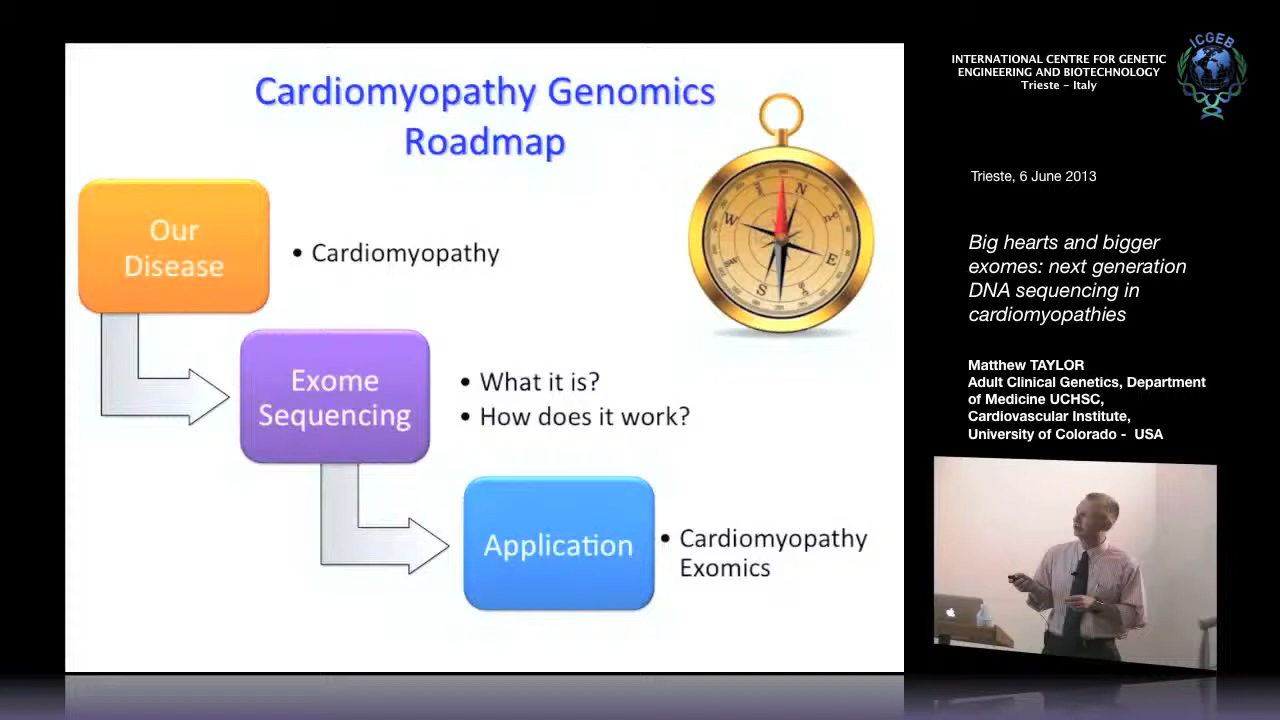 Cardiomyopathy Genomics
Roadmap
Our
Disease
• Cardiomyopathy
Exome
Sequencing
• What it is?
• How does it work?
Application
• Cardiomyopathy
Exomics
N
E
S
SW
W
INTERNATIONAL CENTRE FOR GENETIC
ENGINEERING AND BIOTECHNOLOGY
Trieste – Italy
ICGEB
Trieste, 6 June 2013
Big hearts and bigger
exomes: next generation
DNA sequencing in
cardiomyopathies
Matthew TAYLOR
Adult Clinical Genetics, Department
of Medicine UCHSC,
Cardiovascular Institute,
University of Colorado - USA